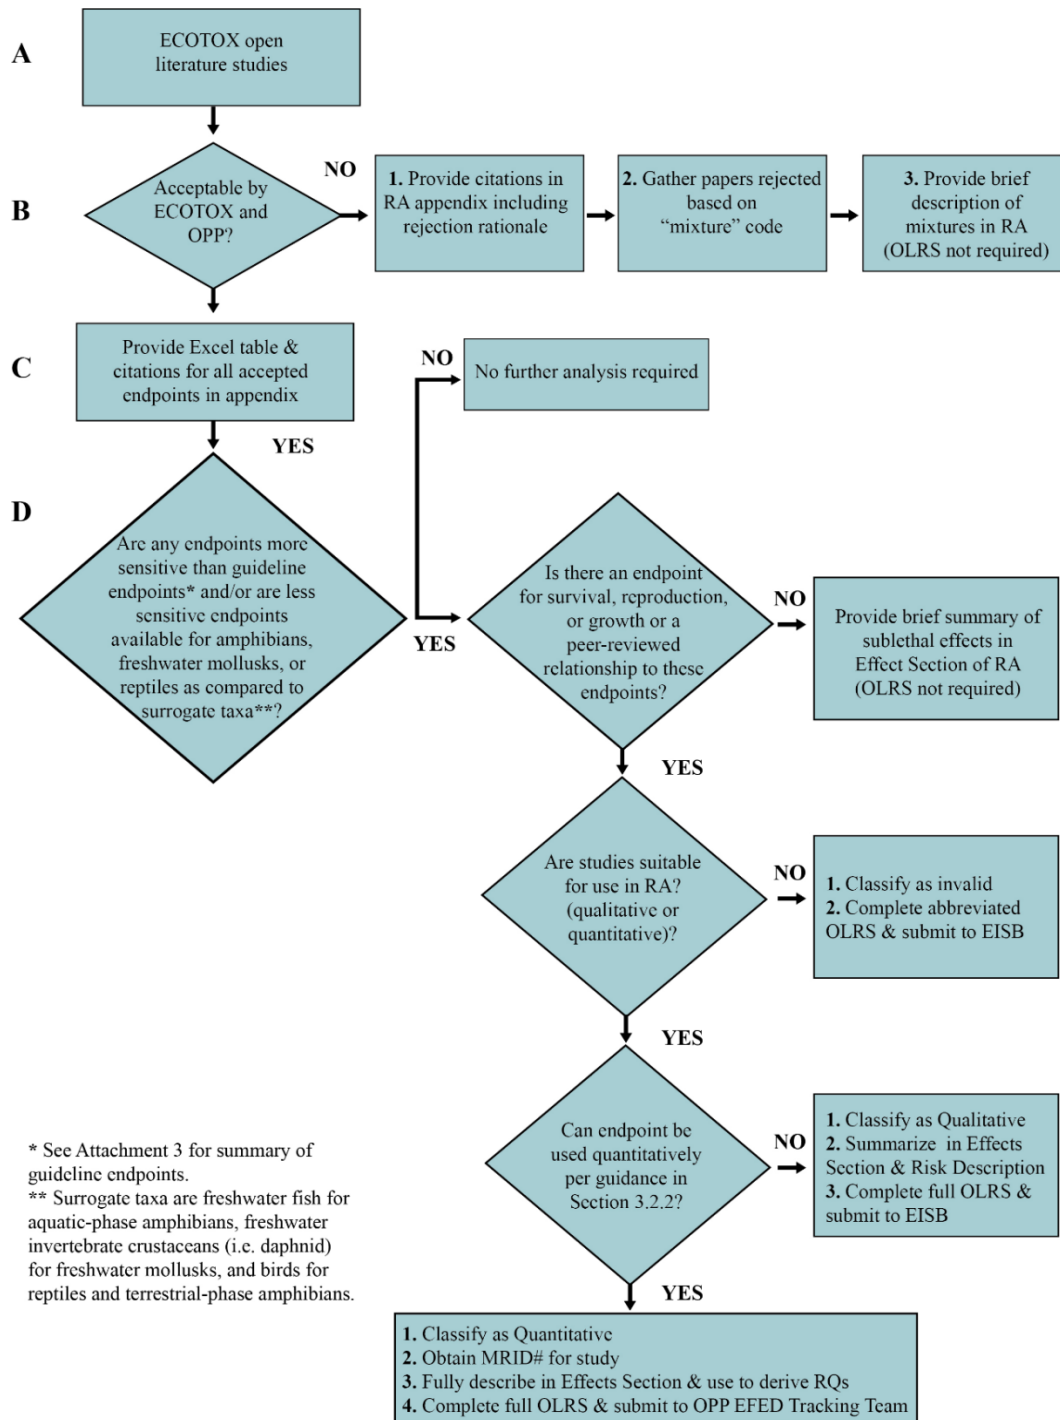 A
ECOTOX open
literature studies
B
Acceptable by
ECOTOX and
OPP?
NO
1. Provide citations in
RA appendix including
rejection rationale
2. Gather papers rejected
based on
“mixture” code
3. Provide brief
description of
mixtures in RA
(OLRS not required)
C
Provide Excel table &
citations for all accepted
endpoints in appendix
NO
No further analysis required
YES
D
Are any endpoints more
sensitive than guideline
endpoints* and/or are less
sensitive endpoints
available for amphibians,
freshwater mollusks, or
reptiles as compared to
surrogate taxa**?
YES
Is there an endpoint
for survival, reproduction,
or growth or a
peer-reviewed
relationship to these
endpoints?
NO
Provide brief summary of
sublethal effects in
Effect Section of RA
(OLRS not required)
YES
Are studies suitable
for use in RA?
(qualitative or
quantitative)?
NO
1. Classify as invalid
2. Complete abbreviated
OLRS & submit to EISB
YES
Can endpoint be
used quantitatively
per guidance in
Section 3.2.2?
NO
1. Classify as Qualitative
2. Summarize in Effects
Section & Risk Description
3. Complete full OLRS &
submit to EISB
YES
1. Classify as Quantitative
2. Obtain MRID# for study
3. Fully describe in Effects Section & use to derive RQs
4. Complete full OLRS & submit to OPP EFED Tracking Team
* See Attachment 3 for summary of
guideline endpoints.
** Surrogate taxa are freshwater fish for
aquatic-phase amphibians, freshwater
invertebrate crustaceans (i.e. daphnid)
for freshwater mollusks, and birds for
reptiles and terrestrial-phase amphibians.